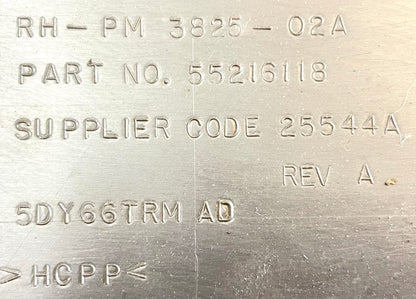 RH-PM 3825-02A
PART NO. 55216118
SUPPLIER CODE 25544A
REV A
5DY66TRM AD
>HCPP<